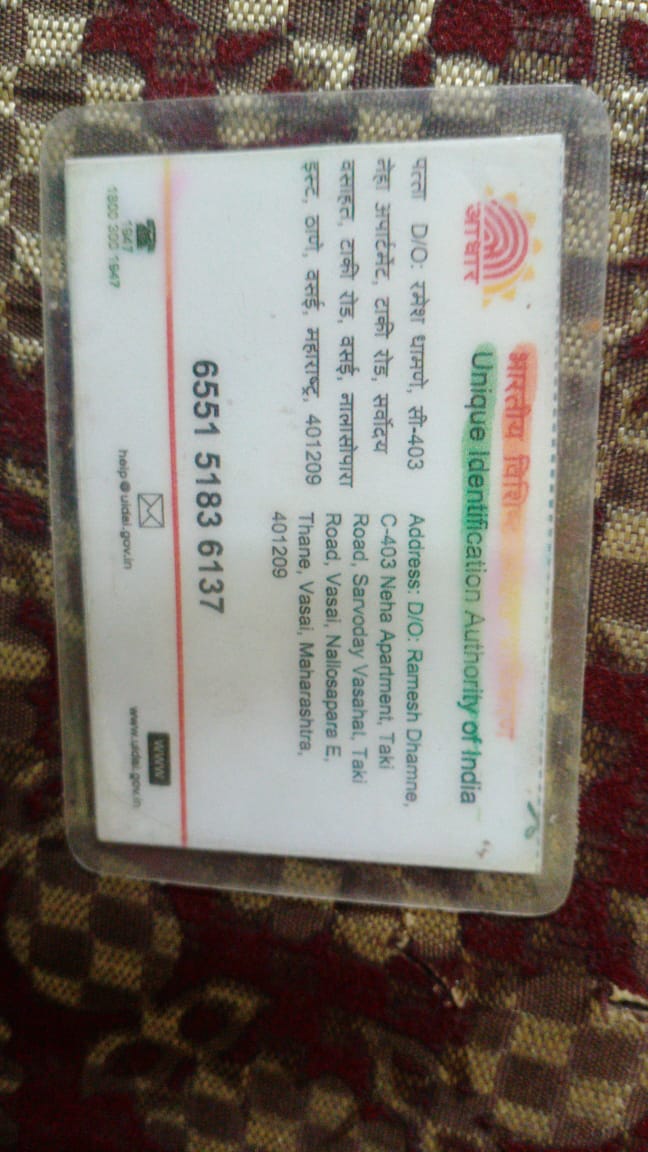 भारतीय
Unique Identification Authority of India
आधार
पत्ता D/O: रमेश धामणे, सी-403
नेहा अपार्टमेंट, टाकी रोड, सर्वोदय
वसाहत, टाकी रोड, वसई, नालासोपारा
इस्ट, ठाणे, वसई, महाराष्ट्र, 401209
Address: D/O: Ramesh Dhamne,
C-403 Neha Apartment, Taki
Road, Sarvoday Vasahat, Taki
Road, Vasai, Nallosapara E,
Thane, Vasai, Maharashtra,
401209
6551 5183 6137
1947
1800 300 1947
help@uidai.gov.in
WWW
www.uidai.gov.in